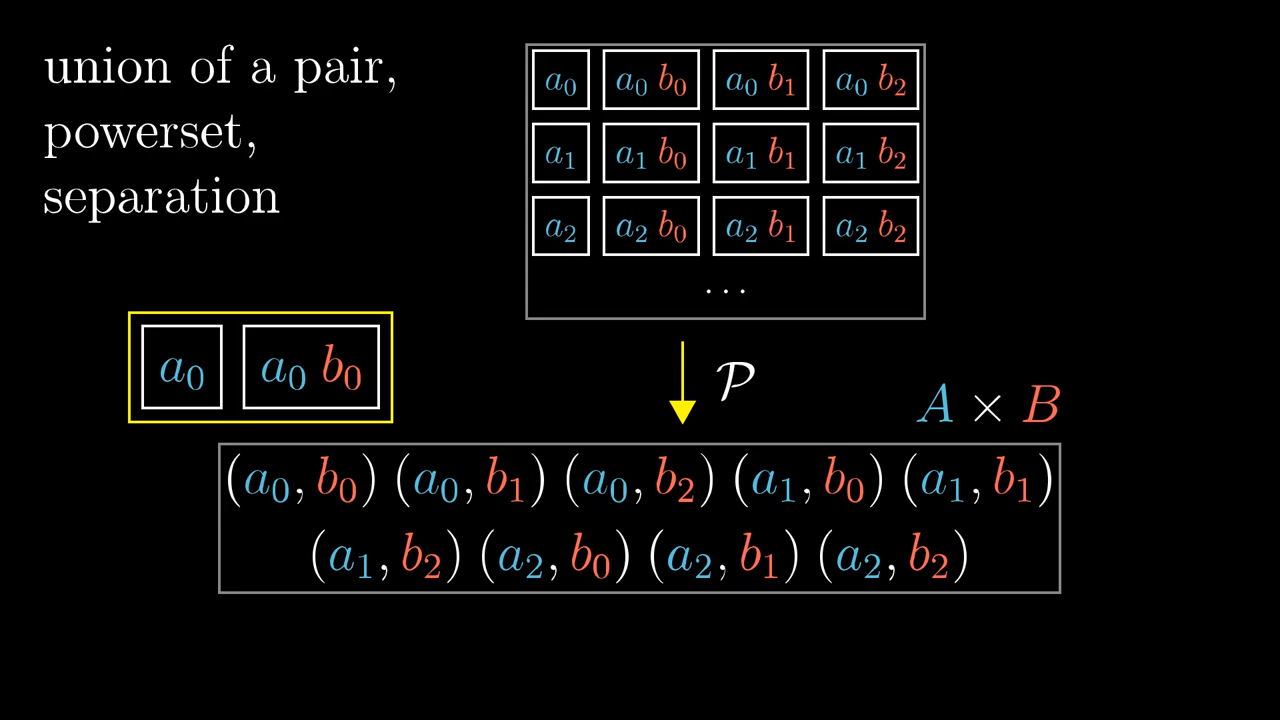 union of a pair,
powerset,
separation
a₀ a₀ b₀ a₀ b₁ a₀ b₂
a₁ a₁ b₀ a₁ b₁ a₁ b₂
a₂ a₂ b₀ a₂ b₁ a₂ b₂
...
a₀ a₀ b₀
𝒫
A × B
(a₀, b₀) (a₀, b₁) (a₀, b₂) (a₁, b₀) (a₁, b₁)
(a₁, b₂) (a₂, b₀) (a₂, b₁) (a₂, b₂)